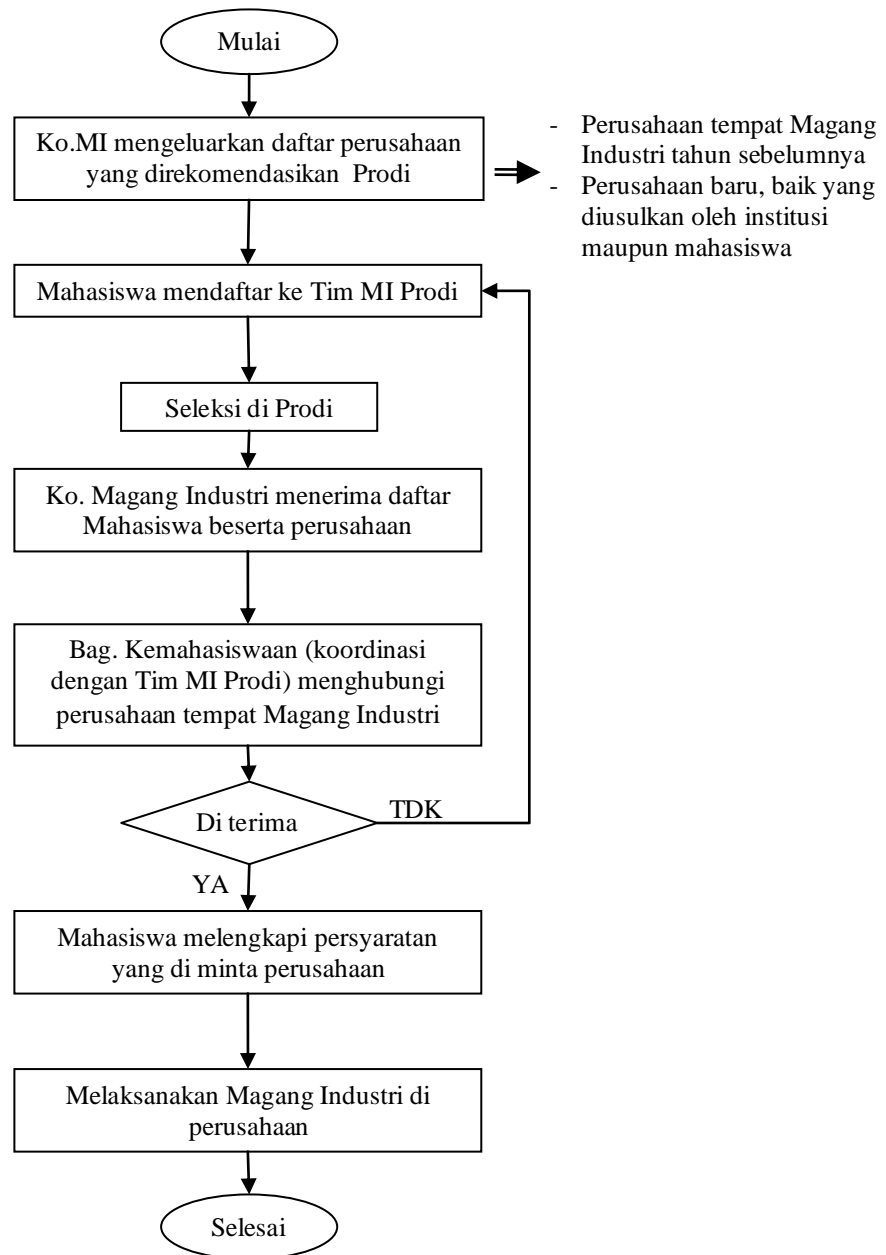 Mulai
Ko.MI mengeluarkan daftar perusahaan
yang direkomendasikan Prodi
- Perusahaan tempat Magang
Industri tahun sebelumnya
- Perusahaan baru, baik yang
diusulkan oleh institusi
maupun mahasiswa
Mahasiswa mendaftar ke Tim MI Prodi
Seleksi di Prodi
Ko. Magang Industri menerima daftar
Mahasiswa beserta perusahaan
Bag. Kemahasiswaan (koordinasi
dengan Tim MI Prodi) menghubungi
perusahaan tempat Magang Industri
Di terima
TDK
YA
Mahasiswa melengkapi persyaratan
yang di minta perusahaan
Melaksanakan Magang Industri di
perusahaan
Selesai